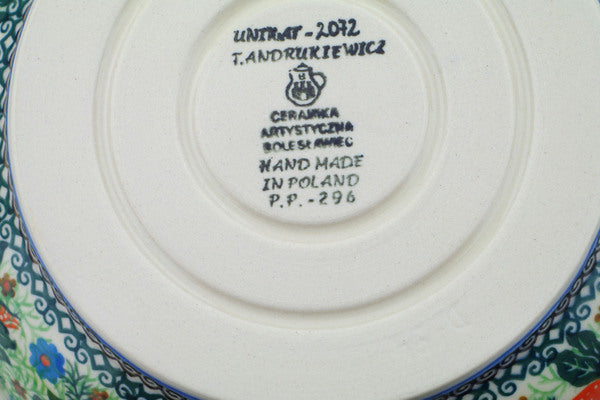 UNIKAT-2072
T.ANDRUKIEWICZ
CERAMIKA
ARTYSTYCZNA
BOLESŁAWIEC
HAND MADE
IN POLAND
P.P.-296